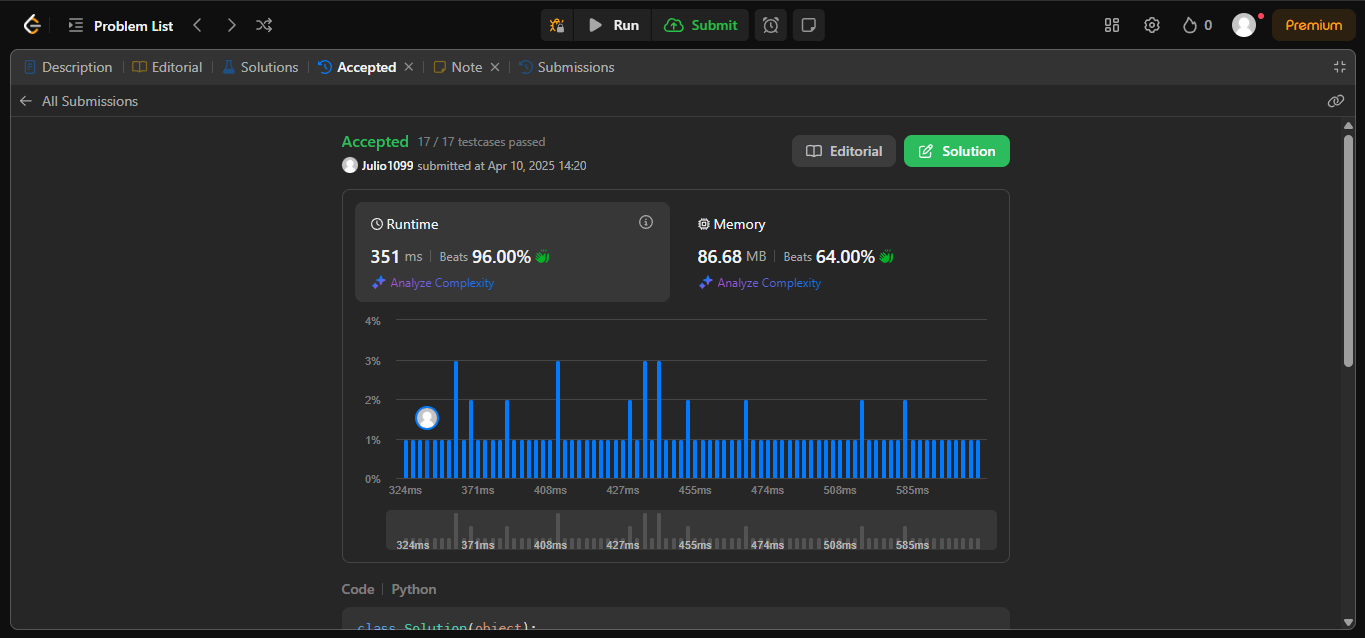 Problem List
Run
Submit
0
Premium
Description
Editorial
Solutions
Accepted
Note
Submissions
All Submissions
Accepted 17 / 17 testcases passed
Julio1099 submitted at Apr 10, 2025 14:20
Editorial
Solution
Runtime
351 ms Beats 96.00%
Analyze Complexity
Memory
86.68 MB Beats 64.00%
Analyze Complexity
4%
3%
2%
1%
0%
324ms 371ms 408ms 427ms 455ms 474ms 508ms 585ms
324ms 371ms 408ms 427ms 455ms 474ms 508ms 585ms
Code Python
class Solution(object):